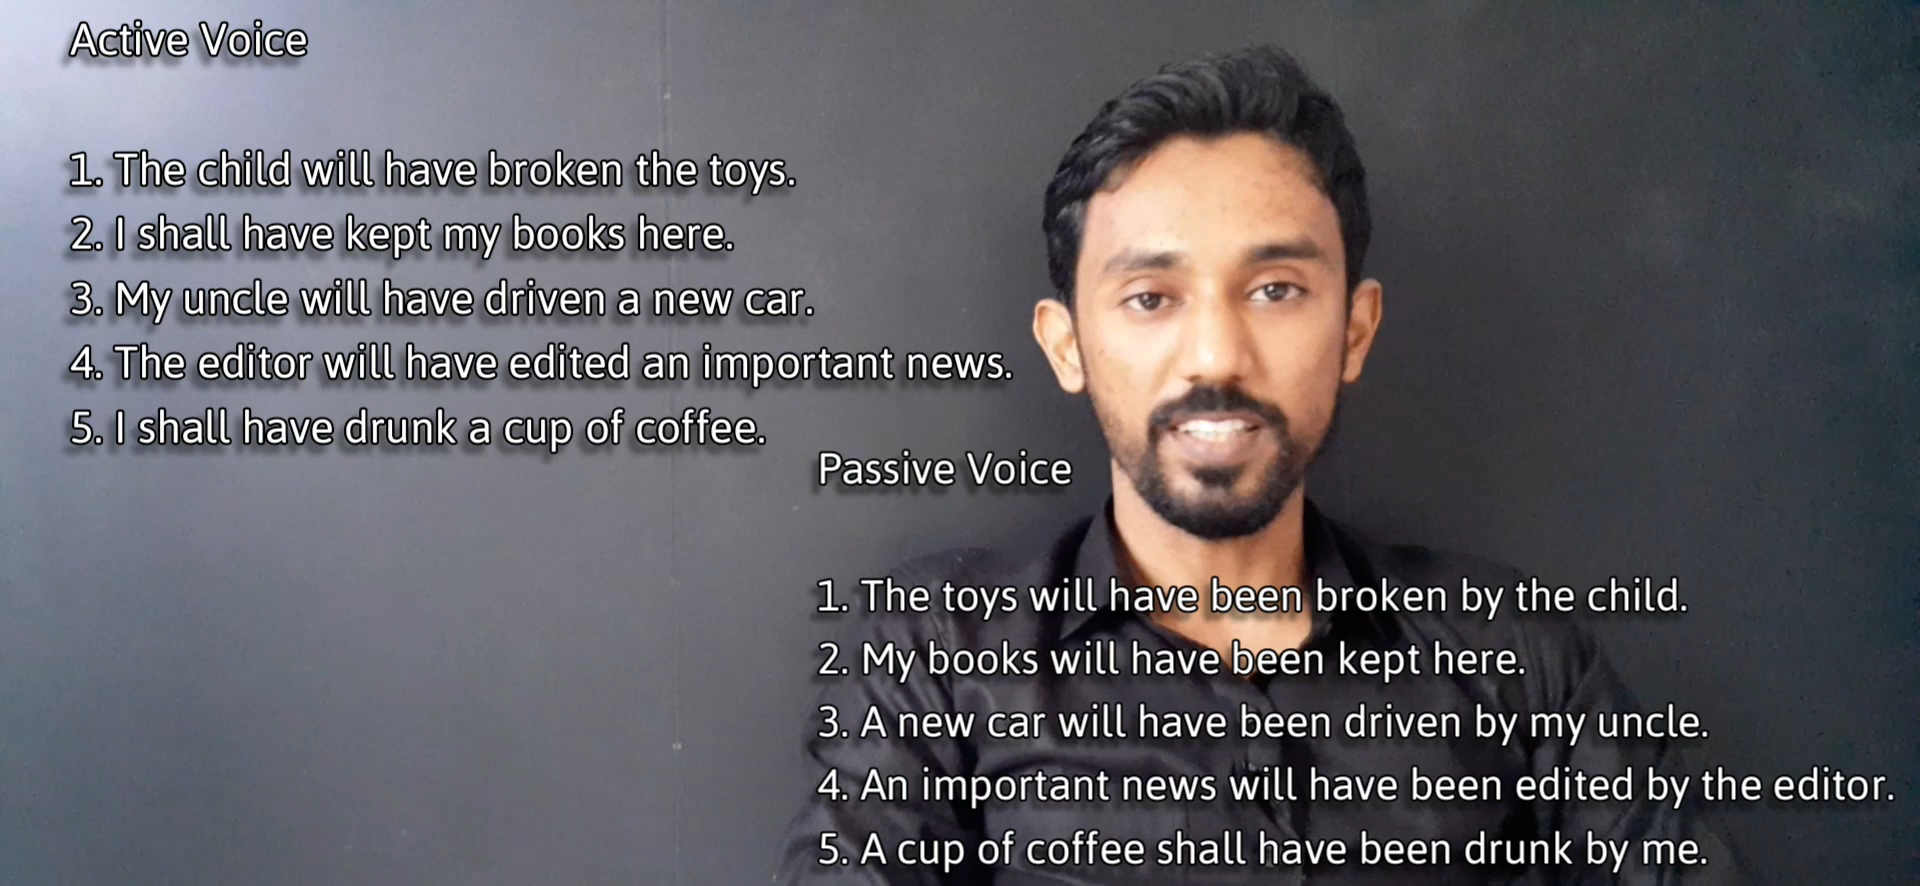 Active Voice
1. The child will have broken the toys.
2. I shall have kept my books here.
3. My uncle will have driven a new car.
4. The editor will have edited an important news.
5. I shall have drunk a cup of coffee.
Passive Voice
1. The toys will have been broken by the child.
2. My books will have been kept here.
3. A new car will have been driven by my uncle.
4. An important news will have been edited by the editor.
5. A cup of coffee shall have been drunk by me.